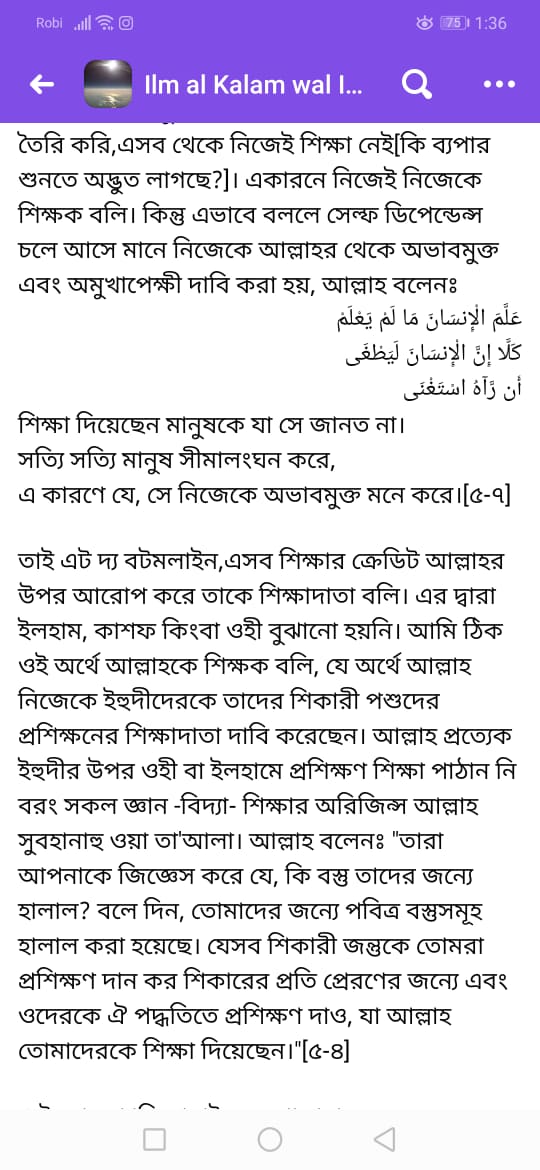 Robi 75 1:36
Ilm al Kalam wal I...
তৈরি করি,এসব থেকে নিজেই শিক্ষা নেই[কি ব্যপার
শুনতে অদ্ভুত লাগছে?]। একারনে নিজেই নিজেকে
শিক্ষক বলি। কিন্তু এভাবে বললে সেল্ফ ডিপেন্ডেন্স
চলে আসে মানে নিজেকে আল্লাহর থেকে অভাবমুক্ত
এবং অমুখাপেক্ষী দাবি করা হয়, আল্লাহ বলেনঃ
عَلَّمَ الْإِنسَانَ مَا لَمْ يَعْلَمْ
كَلَّا إِنَّ الْإِنسَانَ لَيَطْغَى
أَن رَّآهُ اسْتَغْنَى
শিক্ষা দিয়েছেন মানুষকে যা সে জানত না।
সত্যি সত্যি মানুষ সীমালংঘন করে,
এ কারণে যে, সে নিজেকে অভাবমুক্ত মনে করে।[৫-৭]
তাই এট দ্য বটমলাইন,এসব শিক্ষার ক্রেডিট আল্লাহর
উপর আরোপ করে তাকে শিক্ষাদাতা বলি। এর দ্বারা
ইলহাম, কাশফ কিংবা ওহী বুঝানো হয়নি। আমি ঠিক
ওই অর্থে আল্লাহকে শিক্ষক বলি, যে অর্থে আল্লাহ
নিজেকে ইহুদীদেরকে তাদের শিকারী পশুদের
প্রশিক্ষনের শিক্ষাদাতা দাবি করেছেন। আল্লাহ প্রত্যেক
ইহুদীর উপর ওহী বা ইলহামে প্রশিক্ষণ শিক্ষা পাঠান নি
বরং সকল জ্ঞান -বিদ্যা- শিক্ষার অরিজিন্স আল্লাহ
সুবহানাহু ওয়া তা'আলা। আল্লাহ বলেনঃ "তারা
আপনাকে জিজ্ঞেস করে যে, কি বস্তু তাদের জন্যে
হালাল? বলে দিন, তোমাদের জন্যে পবিত্র বস্তুসমূহ
হালাল করা হয়েছে। যেসব শিকারী জন্তুকে তোমরা
প্রশিক্ষণ দান কর শিকারের প্রতি প্রেরণের জন্যে এবং
ওদেরকে ঐ পদ্ধতিতে প্রশিক্ষণ দাও, যা আল্লাহ
তোমাদেরকে শিক্ষা দিয়েছেন।"[৫-৪]